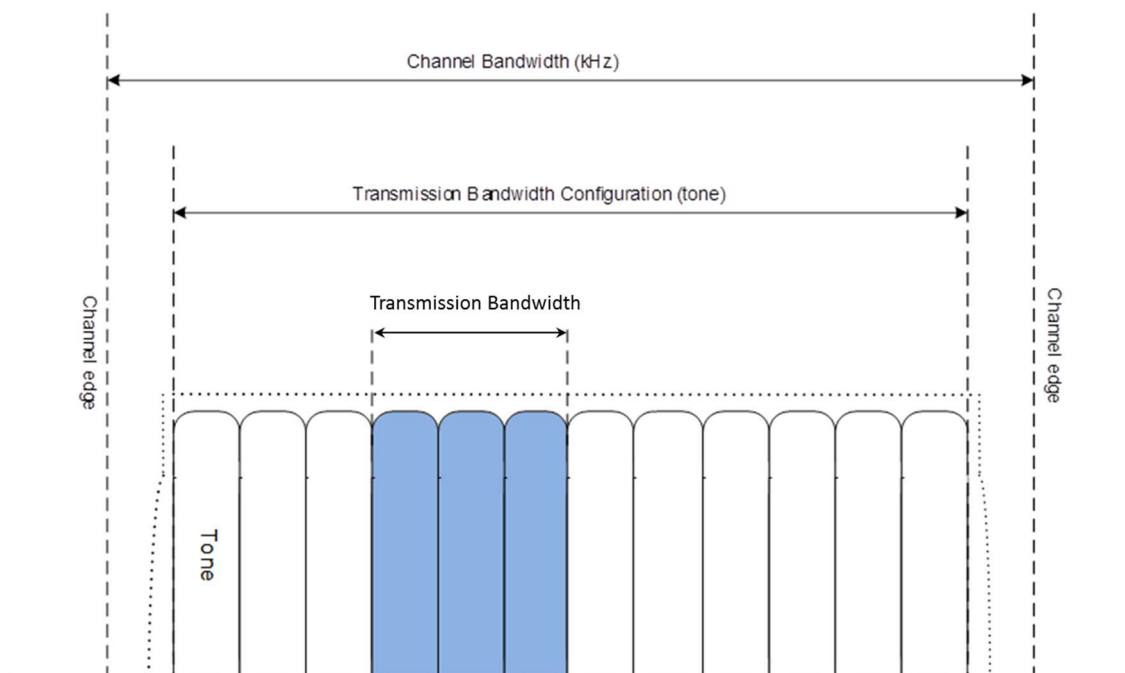 Channel Bandwidth (kHz)
Transmission Bandwidth Configuration (tone)
Transmission Bandwidth
Channel edge
Channel edge
Tone